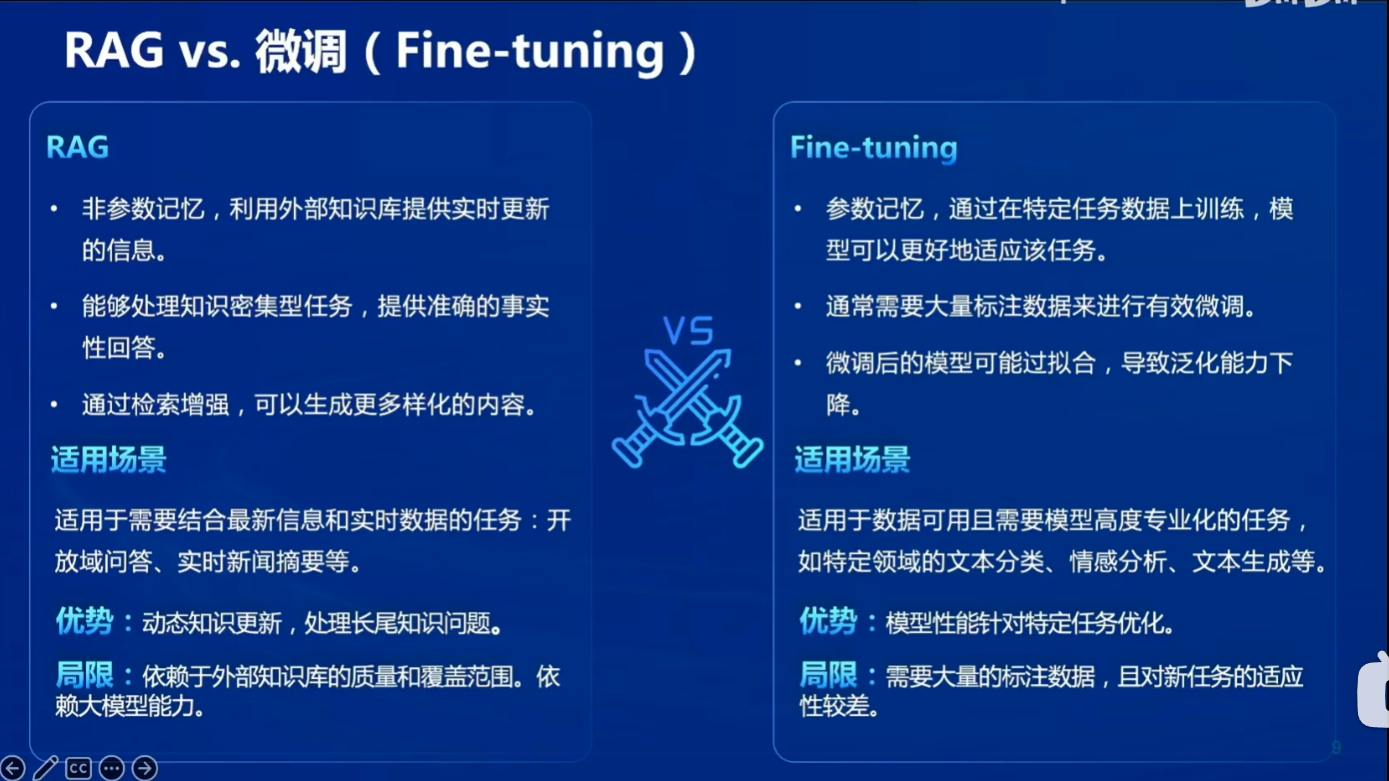 RAG vs. 微调（Fine-tuning）
RAG
• 非参数记忆，利用外部知识库提供实时更新
的信息。
• 能够处理知识密集型任务，提供准确的事实
性回答。
• 通过检索增强，可以生成更多样化的内容。
适用场景
适用于需要结合最新信息和实时数据的任务：开
放域问答、实时新闻摘要等。
优势：动态知识更新，处理长尾知识问题。
局限：依赖于外部知识库的质量和覆盖范围。依
赖大模型能力。
VS
Fine-tuning
• 参数记忆，通过在特定任务数据上训练，模
型可以更好地适应该任务。
• 通常需要大量标注数据来进行有效微调。
• 微调后的模型可能过拟合，导致泛化能力下
降。
适用场景
适用于数据可用且需要模型高度专业化的任务，
如特定领域的文本分类、情感分析、文本生成等。
优势：模型性能针对特定任务优化。
局限：需要大量的标注数据，且对新任务的适应
性较差。
9
CC